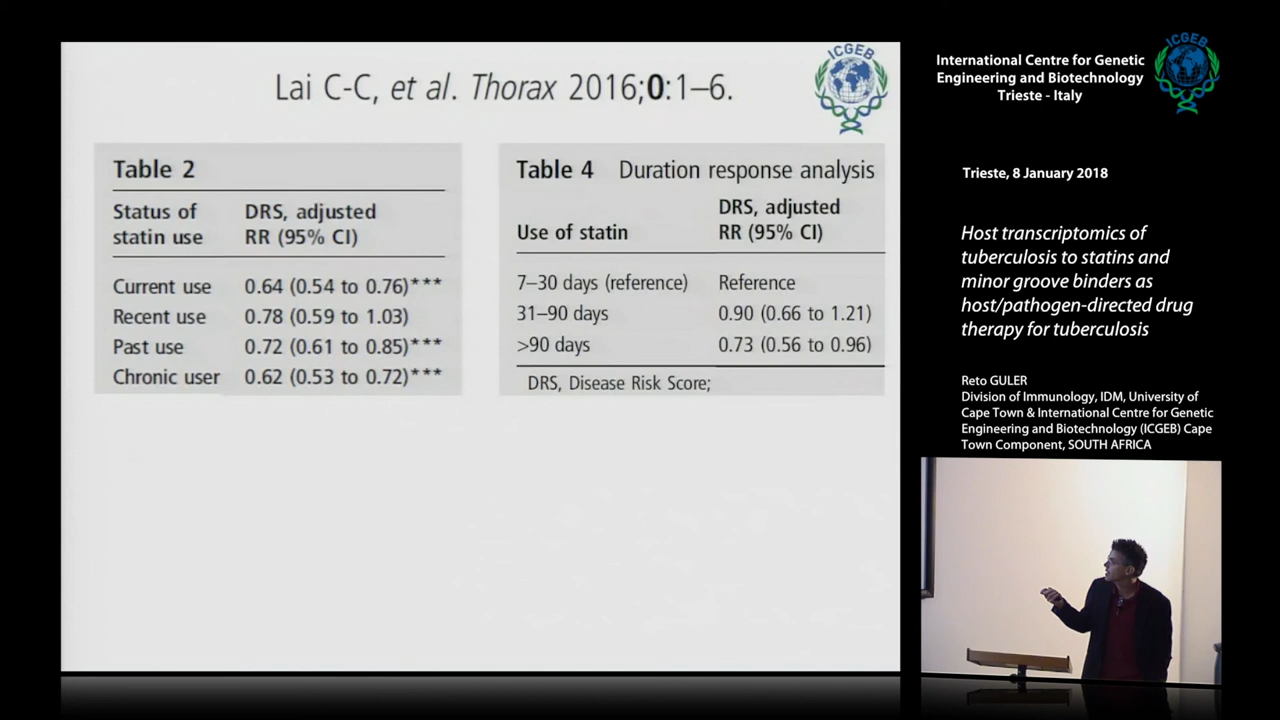 Lai C-C, et al. Thorax 2016;0:1–6.
ICGEB
Table 2
Status of statin use DRS, adjusted RR (95% CI)
Current use 0.64 (0.54 to 0.76)***
Recent use 0.78 (0.59 to 1.03)
Past use 0.72 (0.61 to 0.85)***
Chronic user 0.62 (0.53 to 0.72)***
Table 4 Duration response analysis
Use of statin DRS, adjusted RR (95% CI)
7–30 days (reference) Reference
31–90 days 0.90 (0.66 to 1.21)
>90 days 0.73 (0.56 to 0.96)
DRS, Disease Risk Score;
International Centre for Genetic
Engineering and Biotechnology
Trieste - Italy
ICGEB
Trieste, 8 January 2018
Host transcriptomics of
tuberculosis to statins and
minor groove binders as
host/pathogen-directed drug
therapy for tuberculosis
Reto GULER
Division of Immunology, IDM, University of
Cape Town & International Centre for Genetic
Engineering and Biotechnology (ICGEB) Cape
Town Component, SOUTH AFRICA